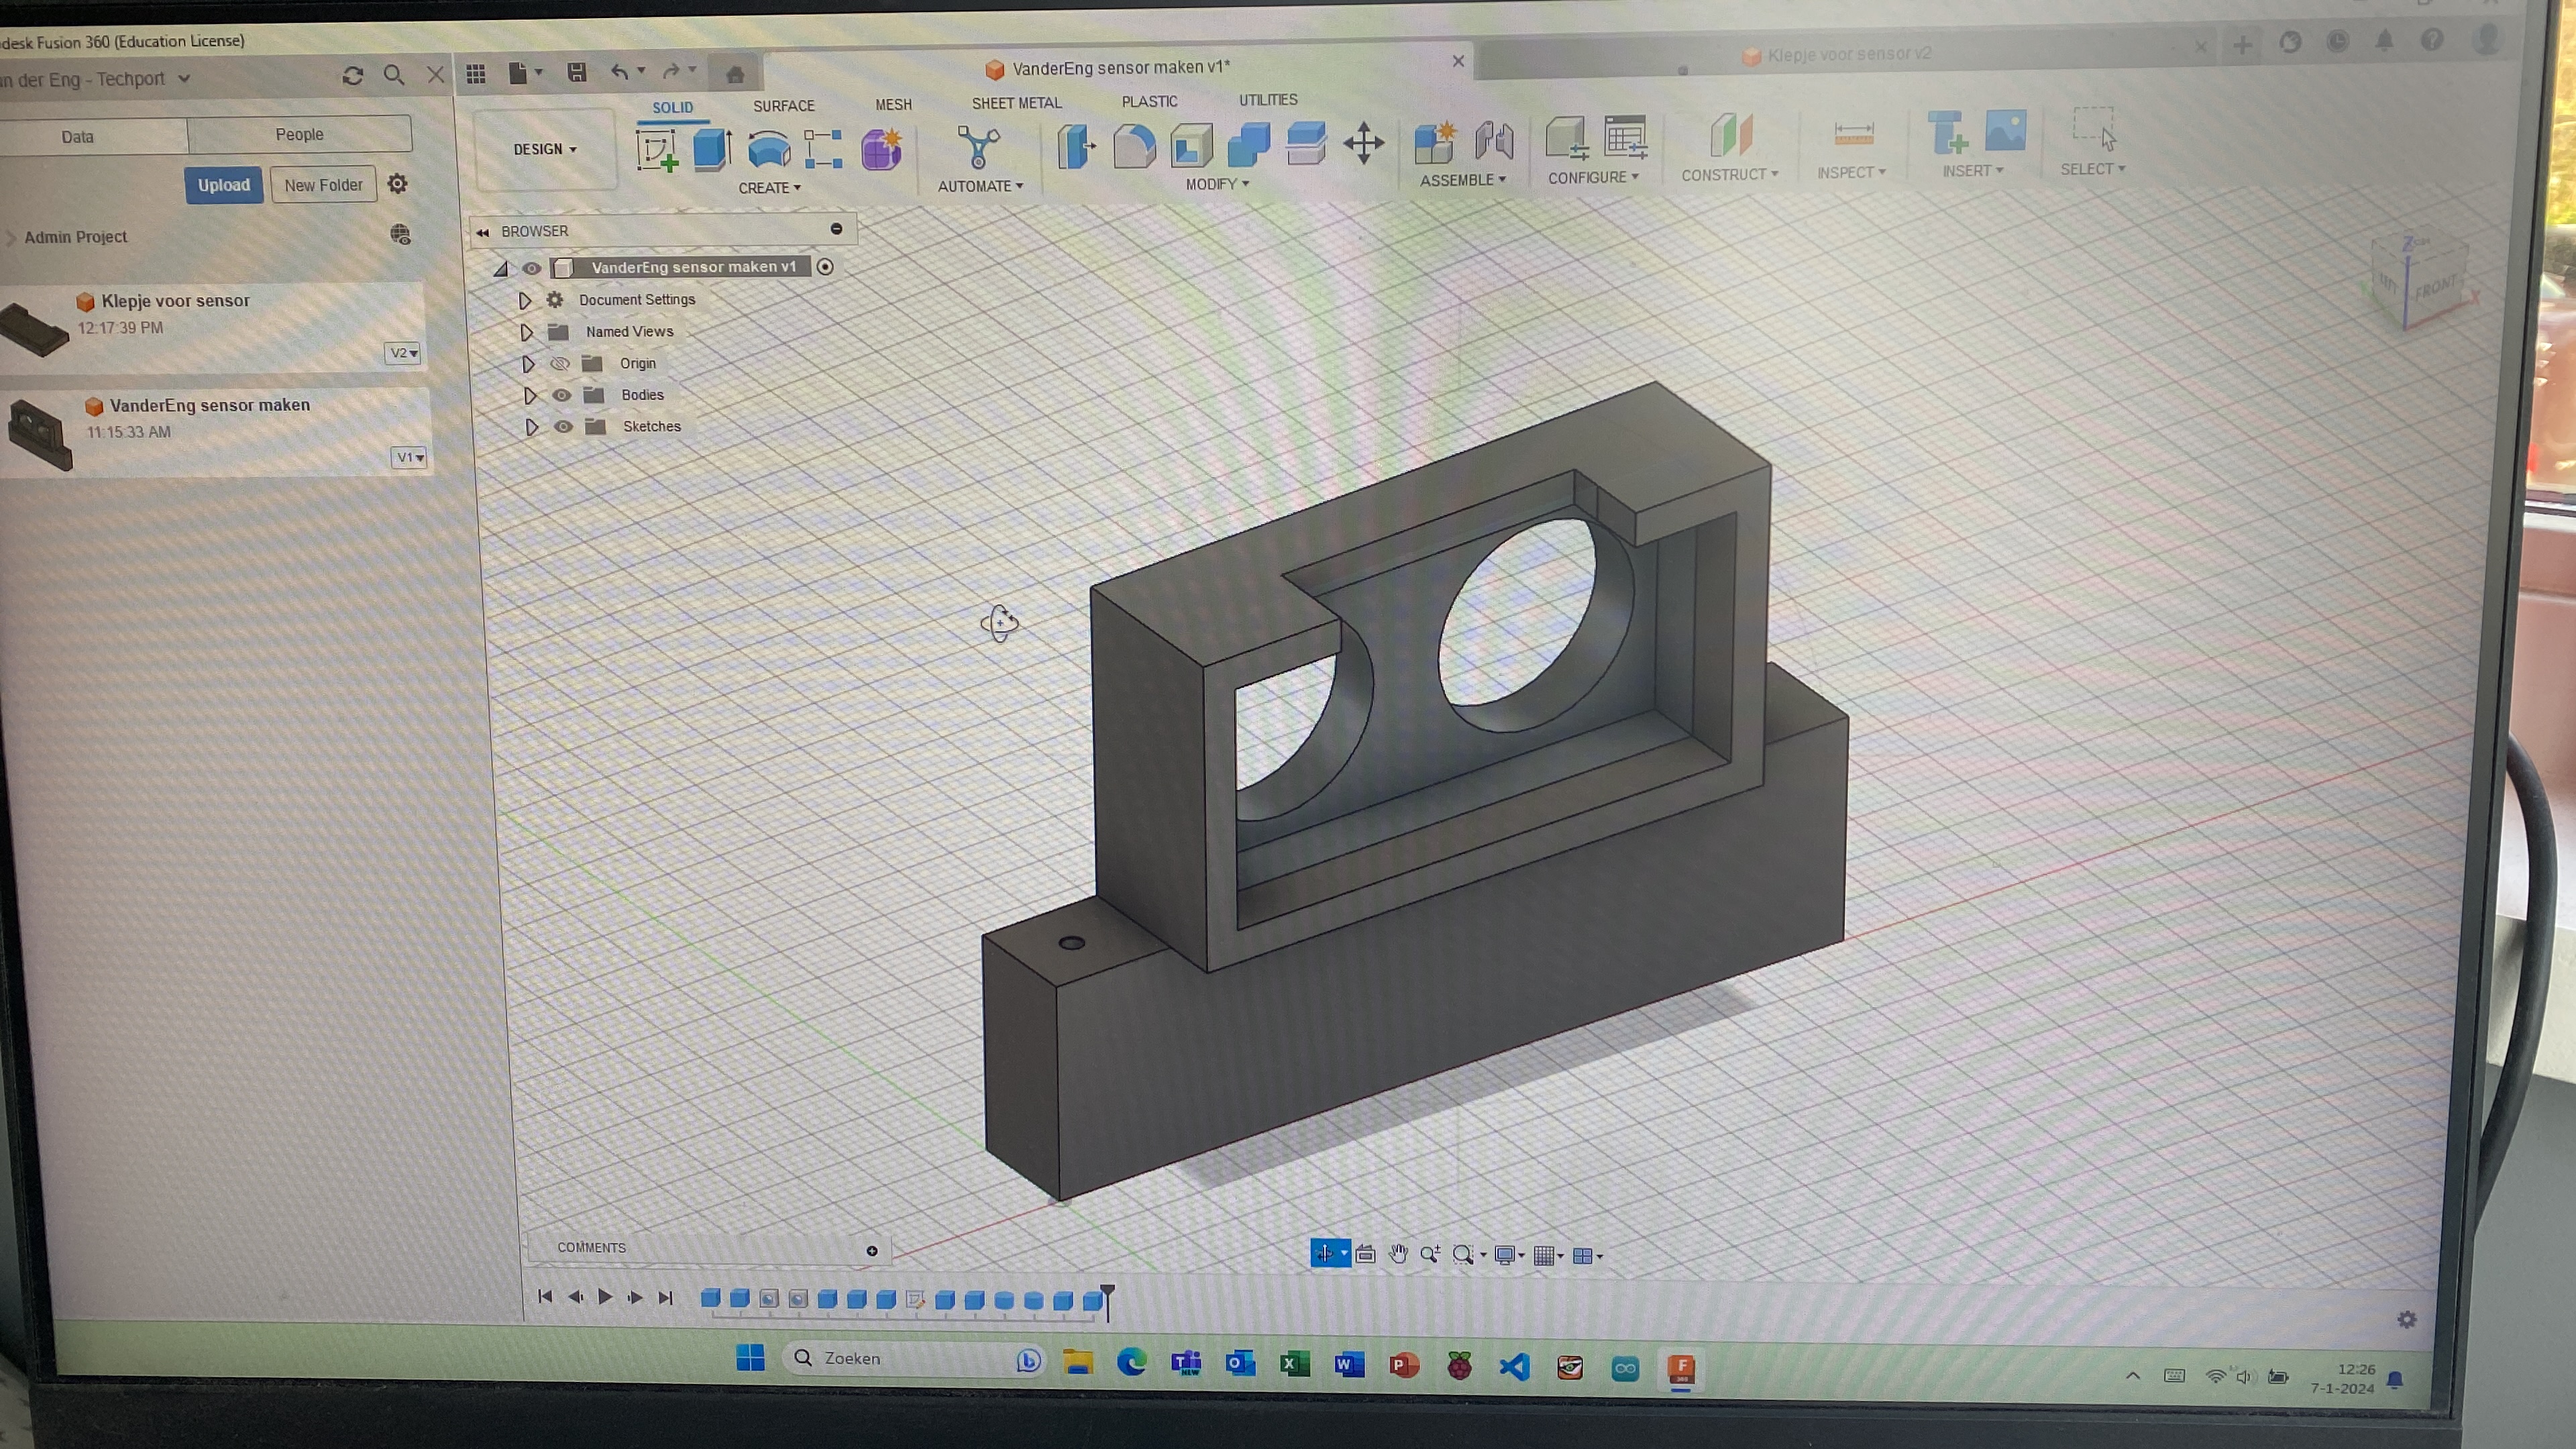 desk Fusion 360 (Education License)
n der Eng - Techport
VanderEng sensor maken v1*
Klepje voor sensor v2
Data
People
Upload
New Folder
Admin Project
Klepje voor sensor
12:17:39 PM
V2
VanderEng sensor maken
11:15:33 AM
V1
DESIGN
SOLID
SURFACE
MESH
SHEET METAL
PLASTIC
UTILITIES
CREATE
AUTOMATE
MODIFY
ASSEMBLE
CONFIGURE
CONSTRUCT
INSPECT
INSERT
SELECT
BROWSER
VanderEng sensor maken v1
Document Settings
Named Views
Origin
Bodies
Sketches
Z
FRONT
X
COMMENTS
Zoeken
NEW
F
360
12:26
7-1-2024